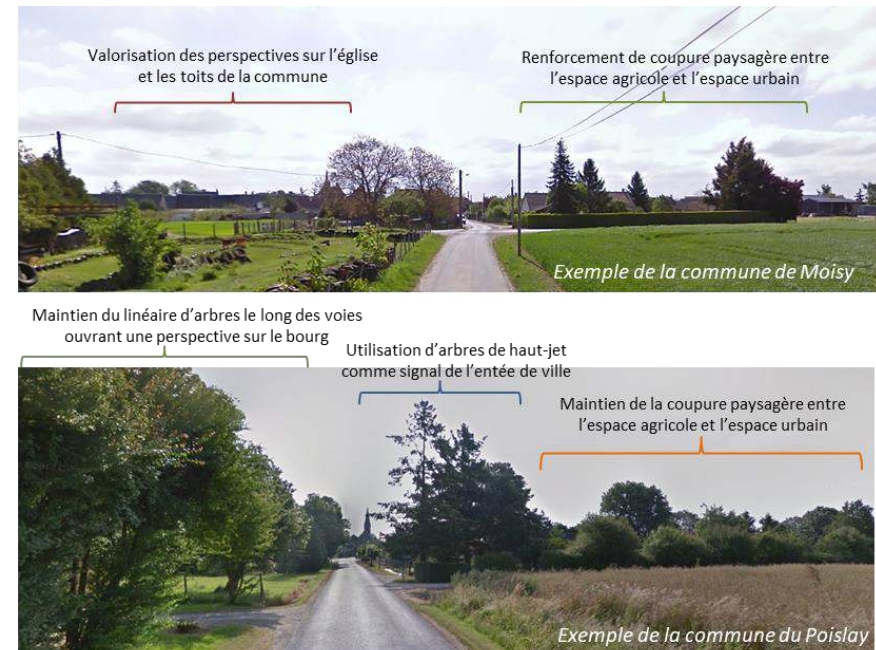 Valorisation des perspectives sur l'église
et les toits de la commune
Renforcement de coupure paysagère entre
l'espace agricole et l'espace urbain
Exemple de la commune de Moisy
Maintien du linéaire d'arbres le long des voies
ouvrant une perspective sur le bourg
Utilisation d'arbres de haut-jet
comme signal de l'entée de ville
Maintien de la coupure paysagère entre
l'espace agricole et l'espace urbain
Exemple de la commune du Poislay